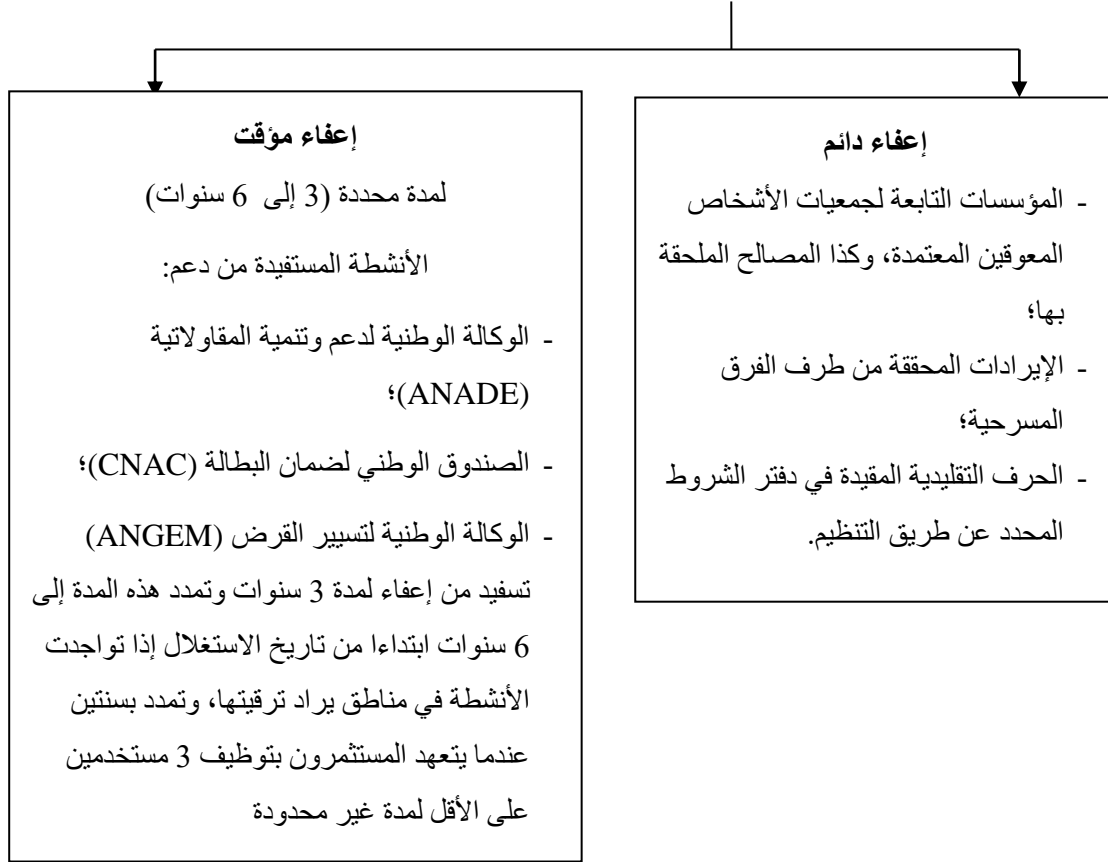 إعفاء دائم
- المؤسسات التابعة لجمعيات الأشخاص
المعوقين المعتمدة، وكذا المصالح الملحقة
بها؛
- الإيرادات المحققة من طرف الفرق
المسرحية؛
- الحرف التقليدية المقيدة في دفتر الشروط
المحدد عن طريق التنظيم.
إعفاء مؤقت
لمدة محددة (3 إلى 6 سنوات)
الأنشطة المستفيدة من دعم:
- الوكالة الوطنية لدعم وتنمية المقاولاتية
(ANADE)؛
- الصندوق الوطني لضمان البطالة (CNAC)؛
- الوكالة الوطنية لتسيير القرض (ANGEM)
تسفيد من إعفاء لمدة 3 سنوات وتمدد هذه المدة إلى
6 سنوات ابتداءا من تاريخ الاستغلال إذا تواجدت
الأنشطة في مناطق يراد ترقيتها، وتمدد بسنتين
عندما يتعهد المستثمرون بتوظيف 3 مستخدمين
على الأقل لمدة غير محدودة